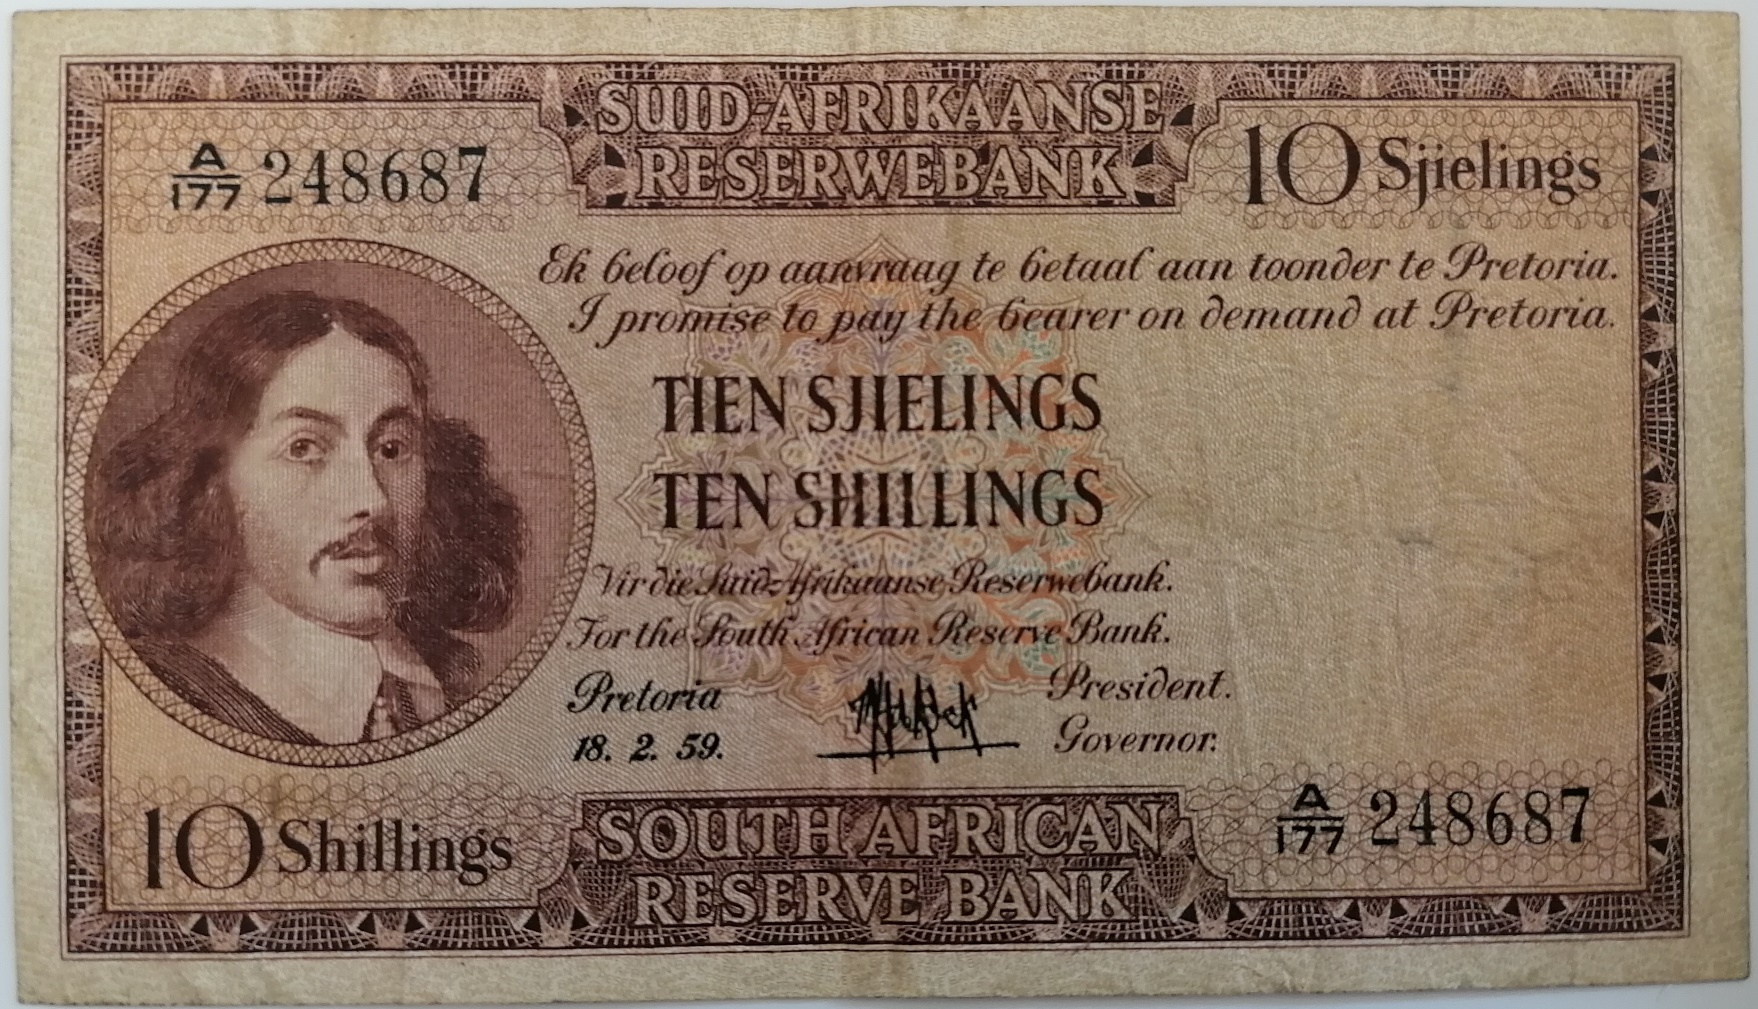 SUID-AFRIKAANSE
RESERWEBANK
A/177 248687
10 Sjielings
Ek beloof op aanvraag te betaal aan toonder te Pretoria.
I promise to pay the bearer on demand at Pretoria.
TIEN SJIELINGS
TEN SHILLINGS
Vir die Suid-Afrikaanse Reserwebank.
For the South African Reserve Bank.
Pretoria
18. 2. 59.
President.
Governor.
10 Shillings
SOUTH AFRICAN
RESERVE BANK
A/177 248687